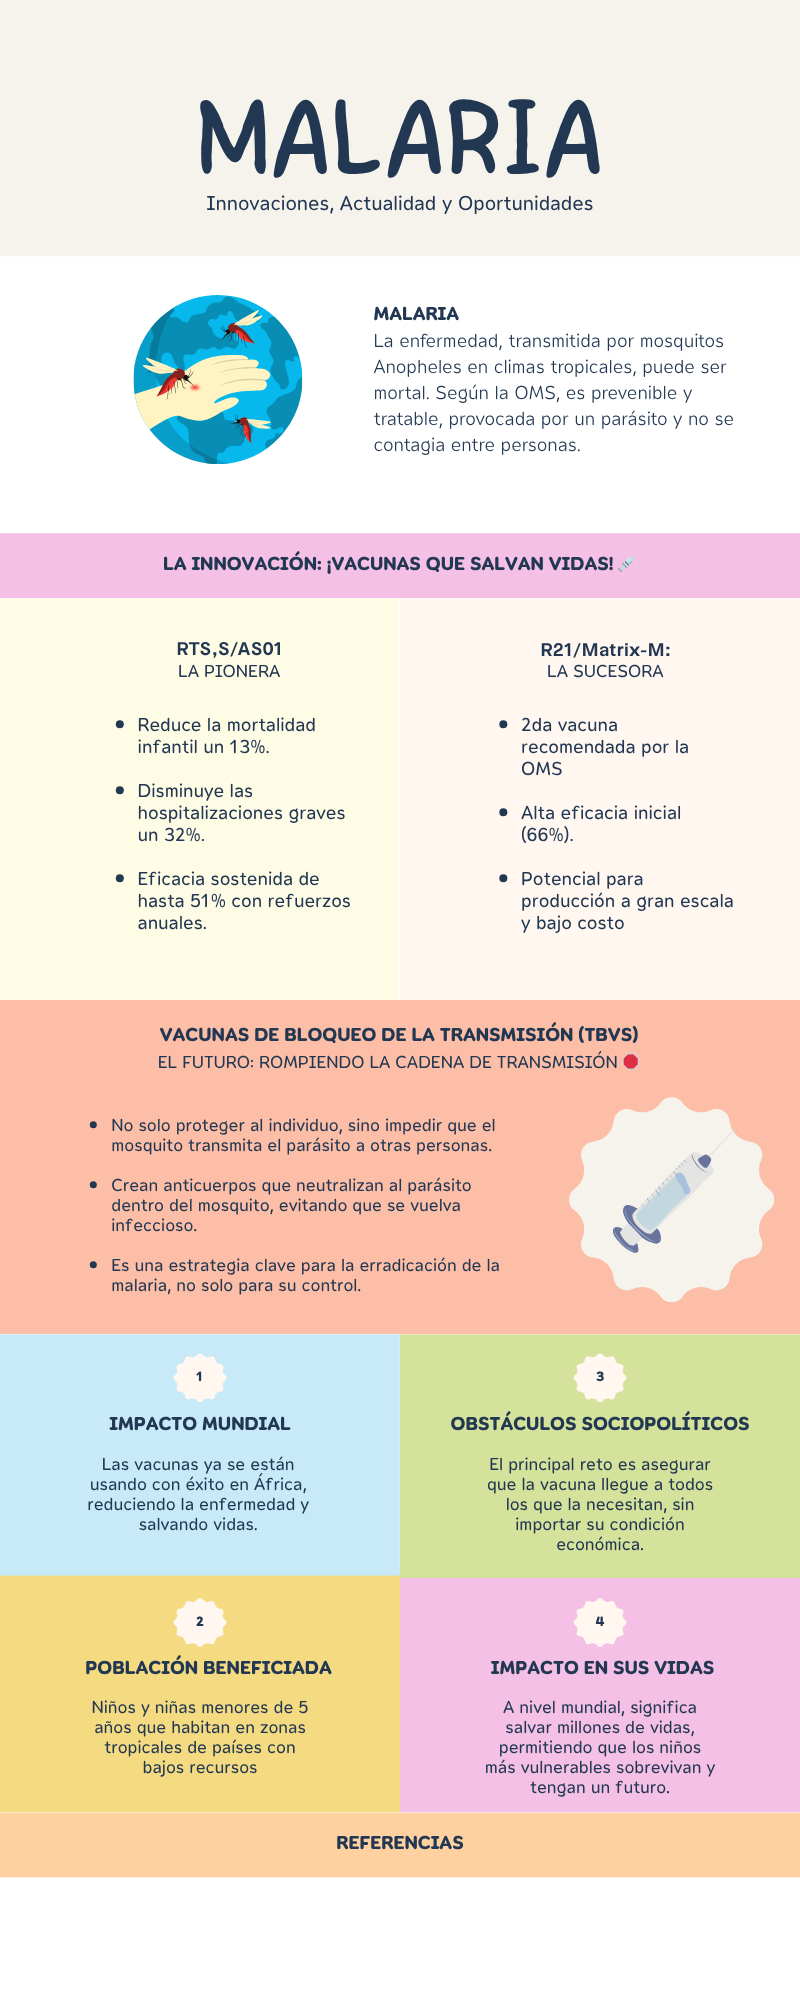 MALARIA
Innovaciones, Actualidad y Oportunidades
MALARIA
La enfermedad, transmitida por mosquitos
Anopheles en climas tropicales, puede ser
mortal. Según la OMS, es prevenible y
tratable, provocada por un parásito y no se
contagia entre personas.
LA INNOVACIÓN: ¡VACUNAS QUE SALVAN VIDAS!
RTS,S/AS01
LA PIONERA
Reduce la mortalidad
infantil un 13%.
Disminuye las
hospitalizaciones graves
un 32%.
Eficacia sostenida de
hasta 51% con refuerzos
anuales.
R21/Matrix-M:
LA SUCESORA
2da vacuna
recomendada por la
OMS
Alta eficacia inicial
(66%).
Potencial para
producción a gran escala
y bajo costo
VACUNAS DE BLOQUEO DE LA TRANSMISIÓN (TBVS)
EL FUTURO: ROMPIENDO LA CADENA DE TRANSMISIÓN
No solo proteger al individuo, sino impedir que el
mosquito transmita el parásito a otras personas.
Crean anticuerpos que neutralizan al parásito
dentro del mosquito, evitando que se vuelva
infeccioso.
Es una estrategia clave para la erradicación de la
malaria, no solo para su control.
1
IMPACTO MUNDIAL
Las vacunas ya se están
usando con éxito en África,
reduciendo la enfermedad y
salvando vidas.
2
POBLACIÓN BENEFICIADA
Niños y niñas menores de 5
años que habitan en zonas
tropicales de países con
bajos recursos
3
OBSTÁCULOS SOCIOPOLÍTICOS
El principal reto es asegurar
que la vacuna llegue a todos
los que la necesitan, sin
importar su condición
económica.
4
IMPACTO EN SUS VIDAS
A nivel mundial, significa
salvar millones de vidas,
permitiendo que los niños
más vulnerables sobrevivan y
tengan un futuro.
REFERENCIAS